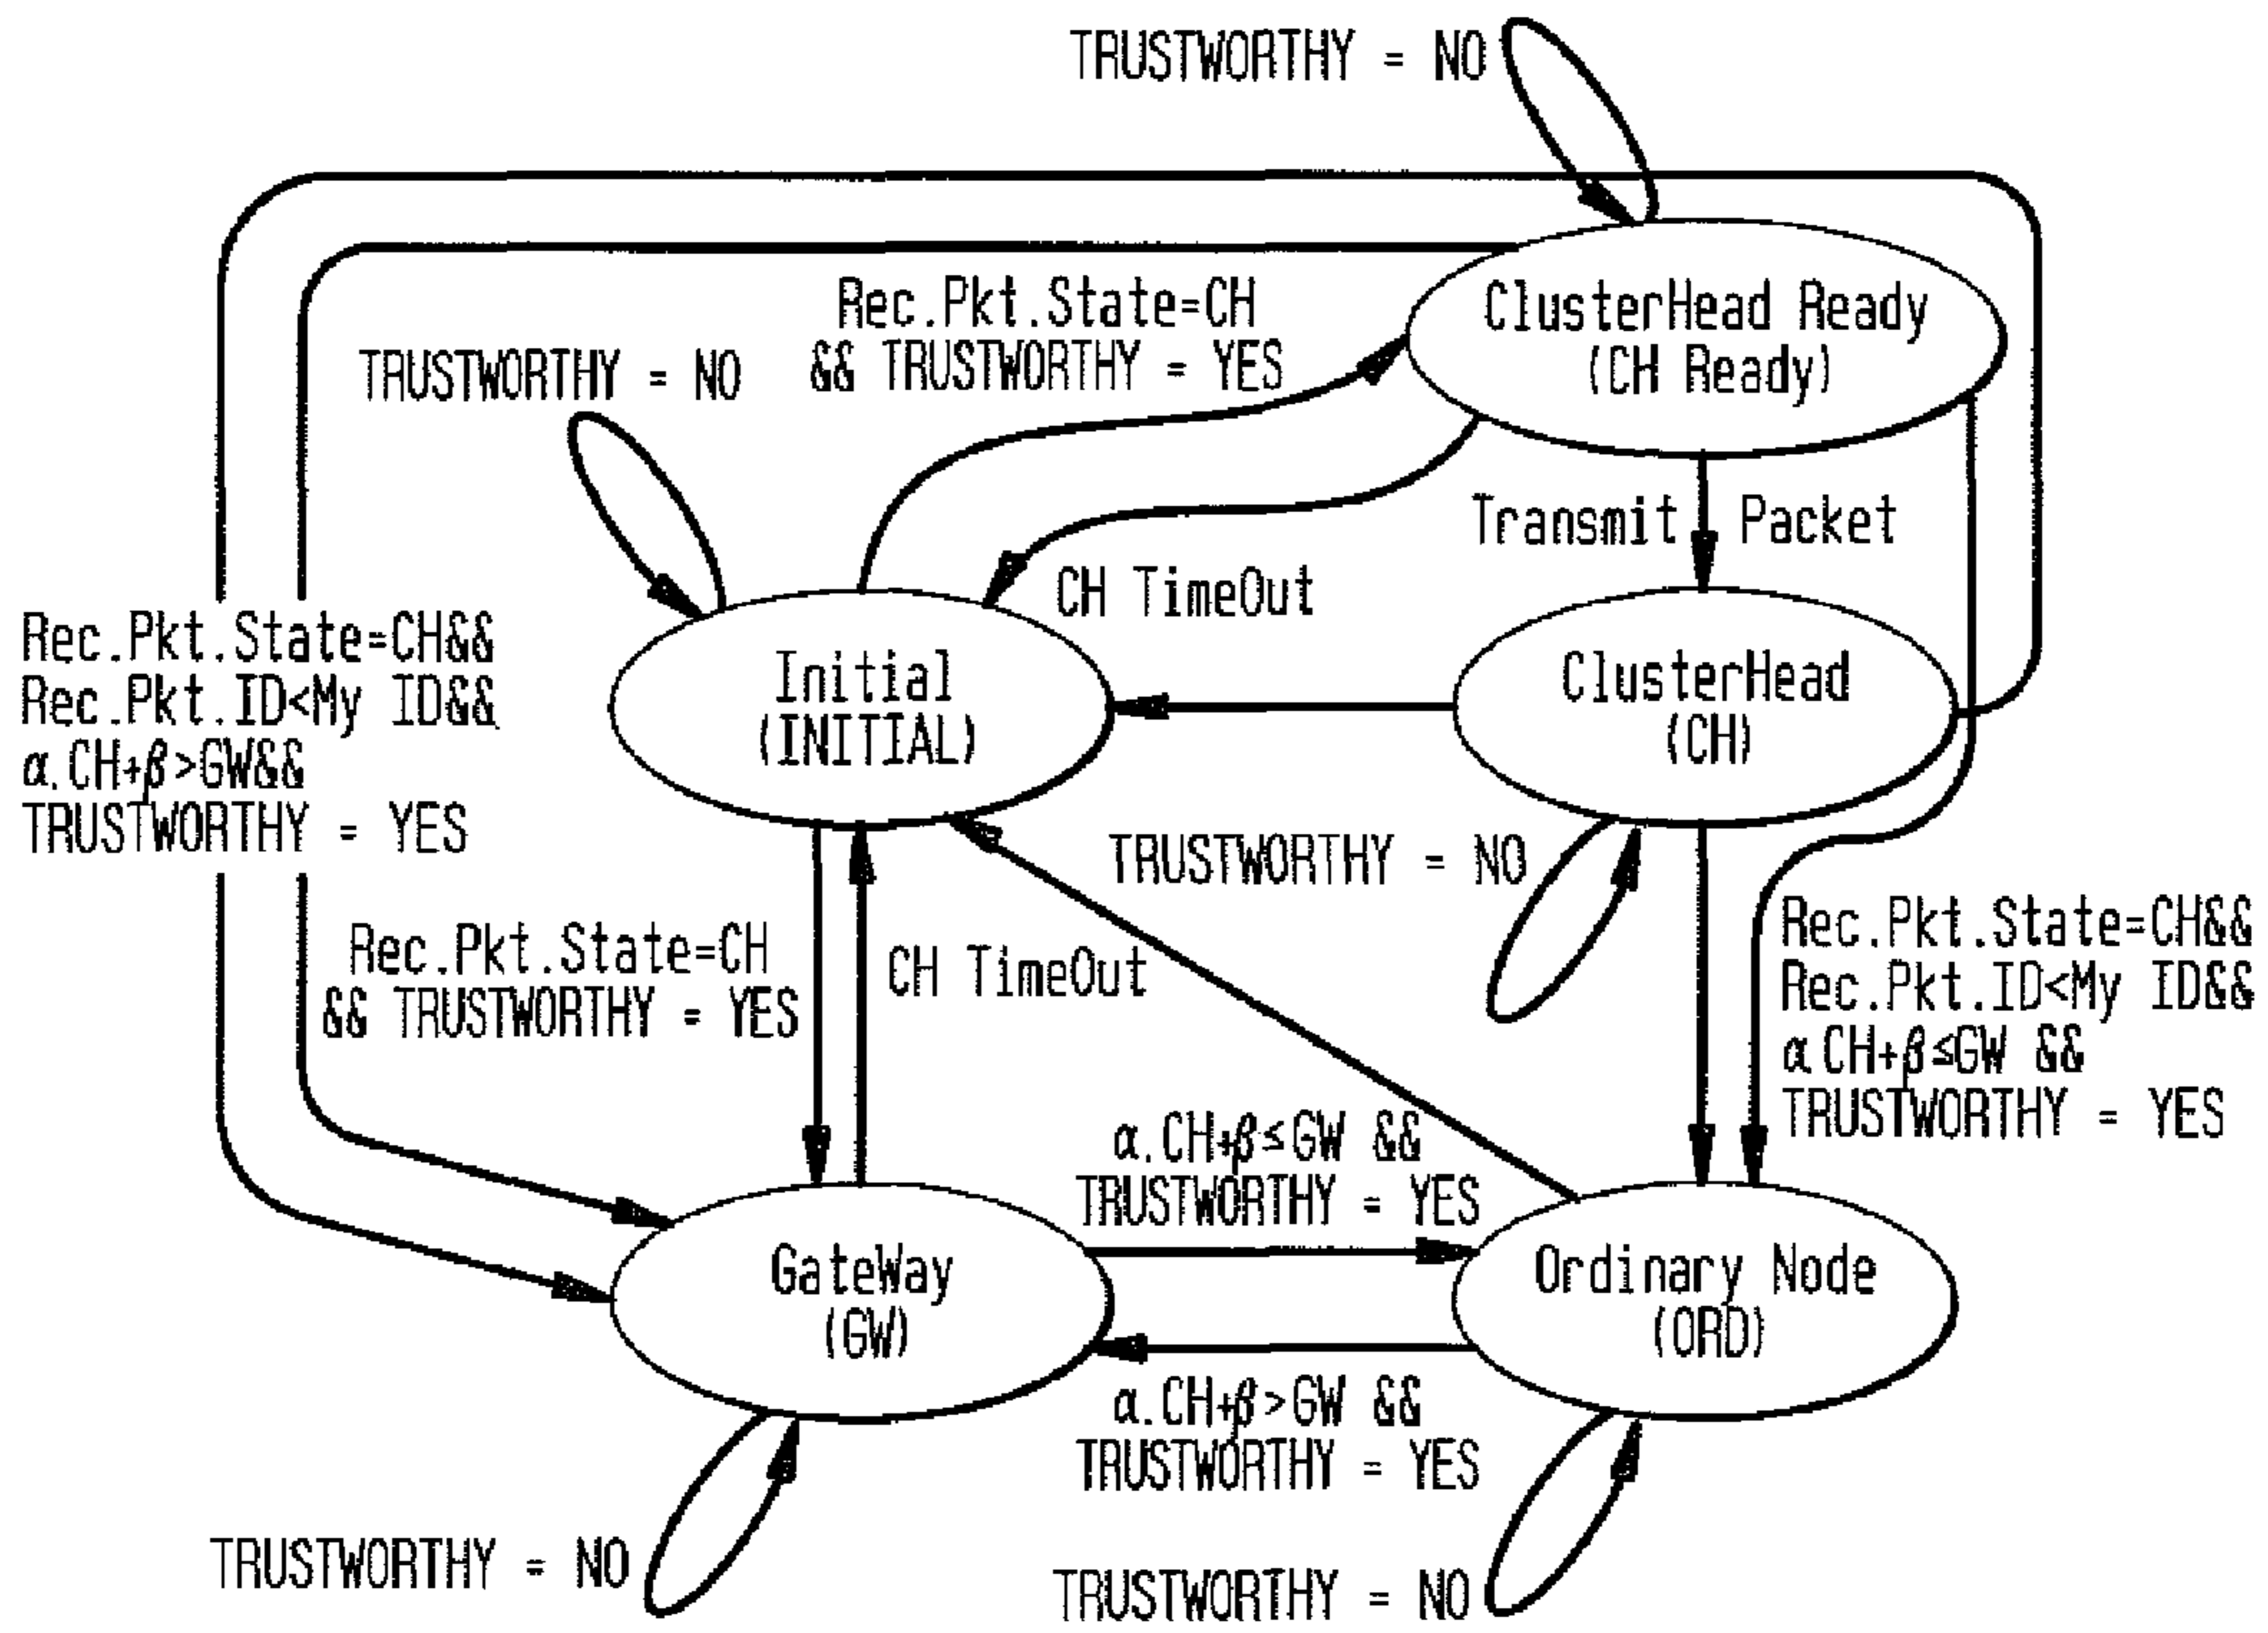 TRUSTWORTHY = NO
ClusterHead Ready
(CH Ready)
Rec.Pkt.State=CH
&& TRUSTWORTHY = YES
TRUSTWORTHY = NO
Transmit Packet
CH TimeOut
Rec.Pkt.State=CH&&
Rec.Pkt.ID<My ID&&
α.CH+β>GW&&
TRUSTWORTHY = YES
Initial
(INITIAL)
ClusterHead
(CH)
TRUSTWORTHY = NO
Rec.Pkt.State=CH
&& TRUSTWORTHY = YES
CH TimeOut
Rec.Pkt.State=CH&&
Rec.Pkt.ID<My ID&&
α.CH+β≤GW &&
TRUSTWORTHY = YES
α.CH+β≤GW &&
TRUSTWORTHY = YES
GateWay
(GW)
Ordinary Node
(ORD)
α.CH+β>GW &&
TRUSTWORTHY = YES
TRUSTWORTHY = NO
TRUSTWORTHY = NO